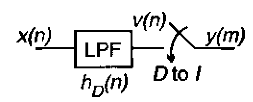 x(n) LPF v(n) y(m)
h_D(n) D to I